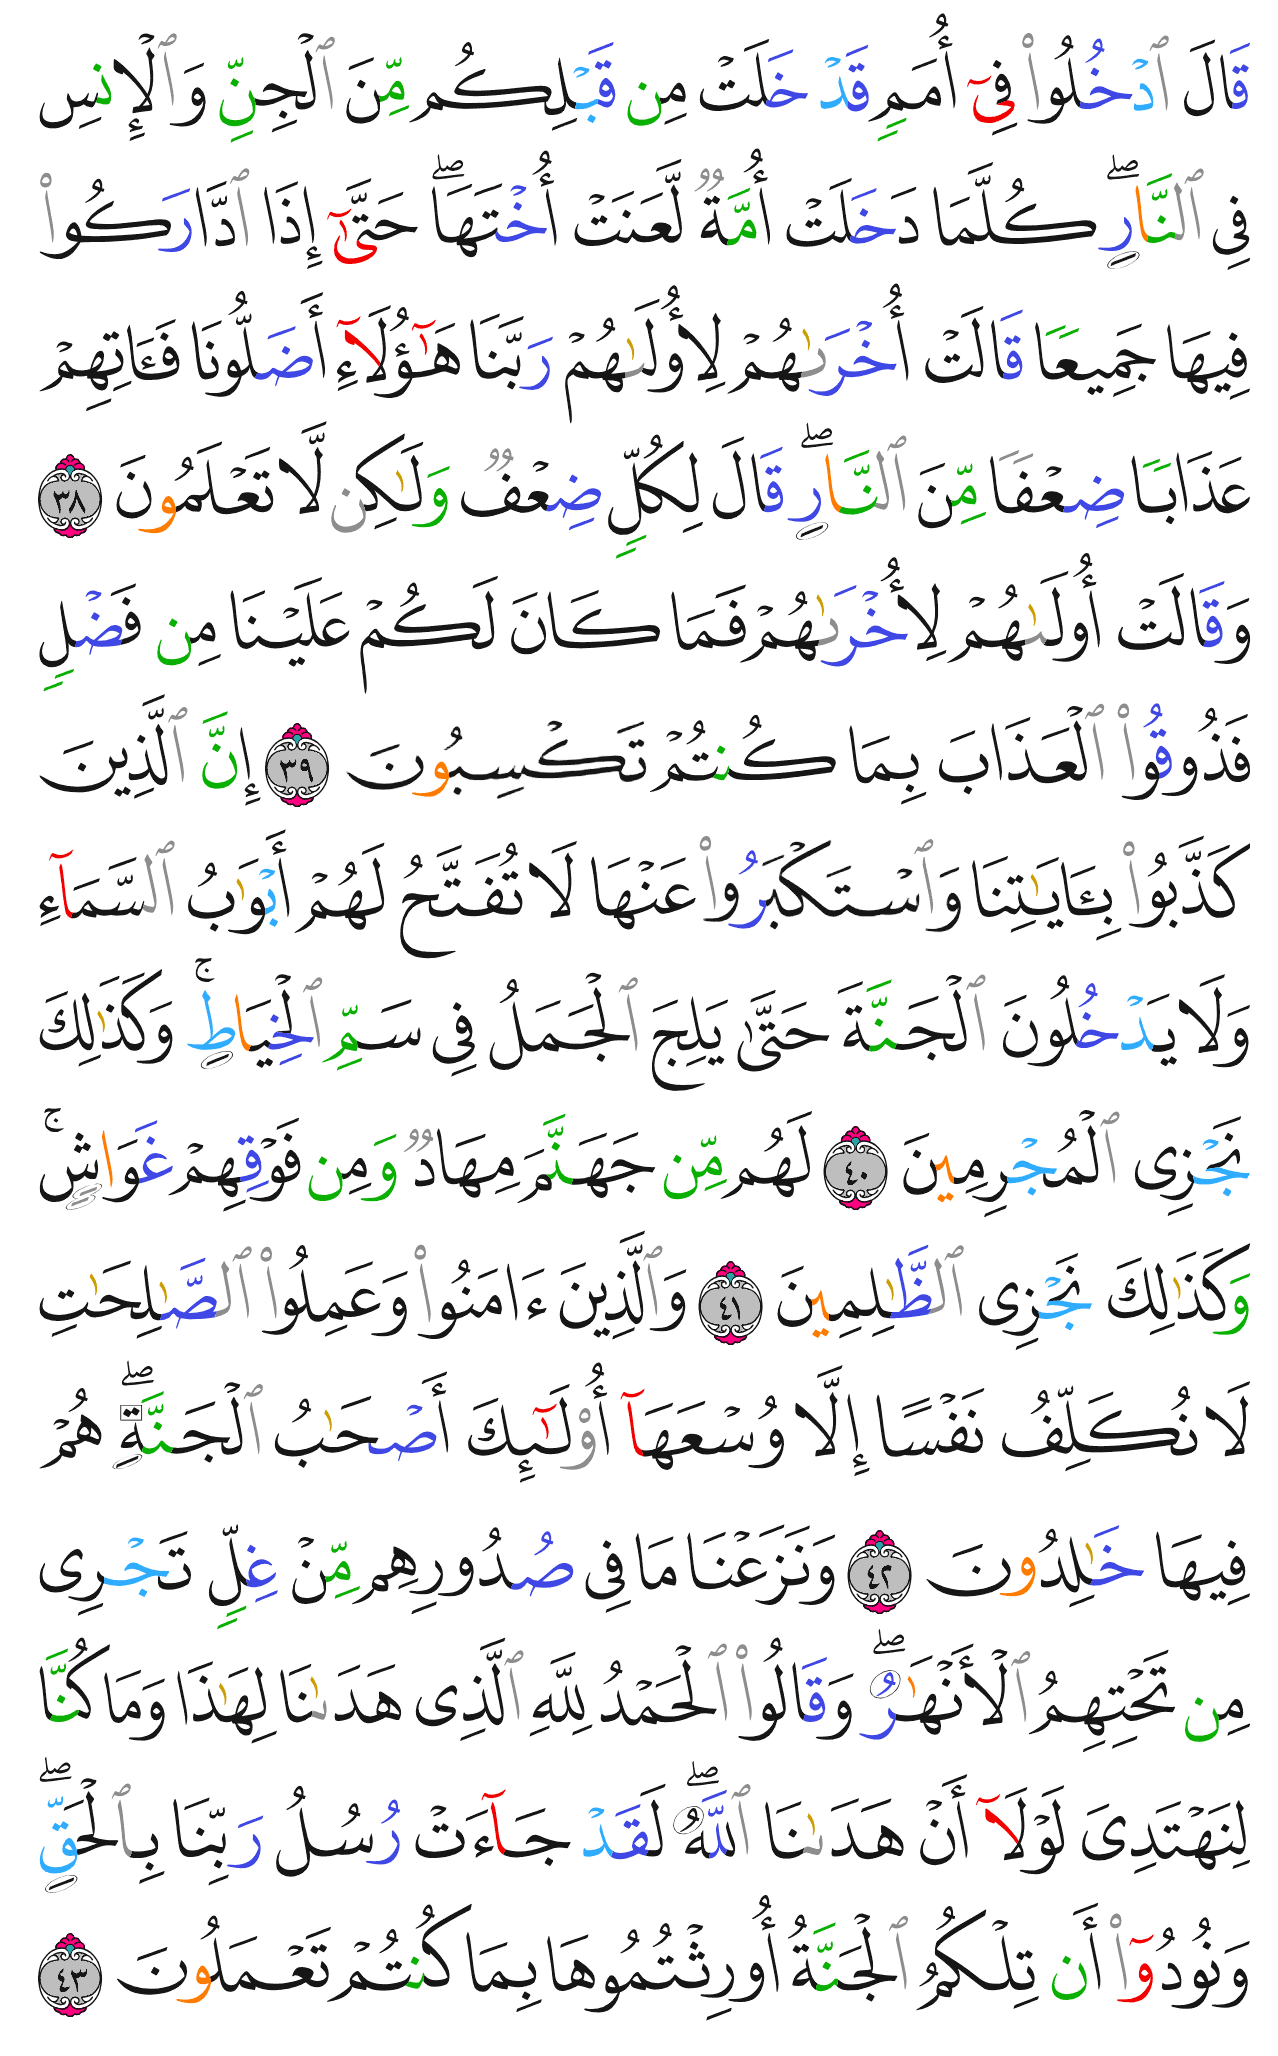 قَالَ ٱدۡخُلُواْ فِيٓ أُمَمٖ قَدۡ خَلَتۡ مِن قَبۡلِكُم مِّنَ ٱلۡجِنِّ وَٱلۡإِنسِ
فِي ٱلنَّارِۖ كُلَّمَا دَخَلَتۡ أُمَّةٞ لَّعَنَتۡ أُخۡتَهَاۖ حَتَّىٰٓ إِذَا ٱدَّارَكُواْ
فِيهَا جَمِيعٗا قَالَتۡ أُخۡرَىٰهُمۡ لِأُولَىٰهُمۡ رَبَّنَا هَٰٓؤُلَآءِ أَضَلُّونَا فَـَٔاتِهِمۡ
عَذَابٗا ضِعۡفٗا مِّنَ ٱلنَّارِۖ قَالَ لِكُلّٖ ضِعۡفٞ وَلَٰكِن لَّا تَعۡلَمُونَ ٣٨
وَقَالَتۡ أُولَىٰهُمۡ لِأُخۡرَىٰهُمۡ فَمَا كَانَ لَكُمۡ عَلَيۡنَا مِن فَضۡلٖ
فَذُوقُواْ ٱلۡعَذَابَ بِمَا كُنتُمۡ تَكۡسِبُونَ ٣٩ إِنَّ ٱلَّذِينَ
كَذَّبُواْ بِـَٔايَٰتِنَا وَٱسۡتَكۡبَرُواْ عَنۡهَا لَا تُفَتَّحُ لَهُمۡ أَبۡوَٰبُ ٱلسَّمَآءِ
وَلَا يَدۡخُلُونَ ٱلۡجَنَّةَ حَتَّىٰ يَلِجَ ٱلۡجَمَلُ فِي سَمِّ ٱلۡخِيَاطِۚ وَكَذَٰلِكَ
نَجۡزِي ٱلۡمُجۡرِمِينَ ٤٠ لَهُم مِّن جَهَنَّمَ مِهَادٞ وَمِن فَوۡقِهِمۡ غَوَاشٖۚ
وَكَذَٰلِكَ نَجۡزِي ٱلظَّٰلِمِينَ ٤١ وَٱلَّذِينَ ءَامَنُواْ وَعَمِلُواْ ٱلصَّٰلِحَٰتِ
لَا نُكَلِّفُ نَفۡسًا إِلَّا وُسۡعَهَآ أُوْلَٰٓئِكَ أَصۡحَٰبُ ٱلۡجَنَّةِۖ هُمۡ
فِيهَا خَٰلِدُونَ ٤٢ وَنَزَعۡنَا مَا فِي صُدُورِهِم مِّنۡ غِلّٖ تَجۡرِي
مِن تَحۡتِهِمُ ٱلۡأَنۡهَٰرُۖ وَقَالُواْ ٱلۡحَمۡدُ لِلَّهِ ٱلَّذِي هَدَىٰنَا لِهَٰذَا وَمَا كُنَّا
لِنَهۡتَدِيَ لَوۡلَآ أَنۡ هَدَىٰنَا ٱللَّهُۖ لَقَدۡ جَآءَتۡ رُسُلُ رَبِّنَا بِٱلۡحَقِّۖ
وَنُودُوٓاْ أَن تِلۡكُمُ ٱلۡجَنَّةُ أُورِثۡتُمُوهَا بِمَا كُنتُمۡ تَعۡمَلُونَ ٤٣